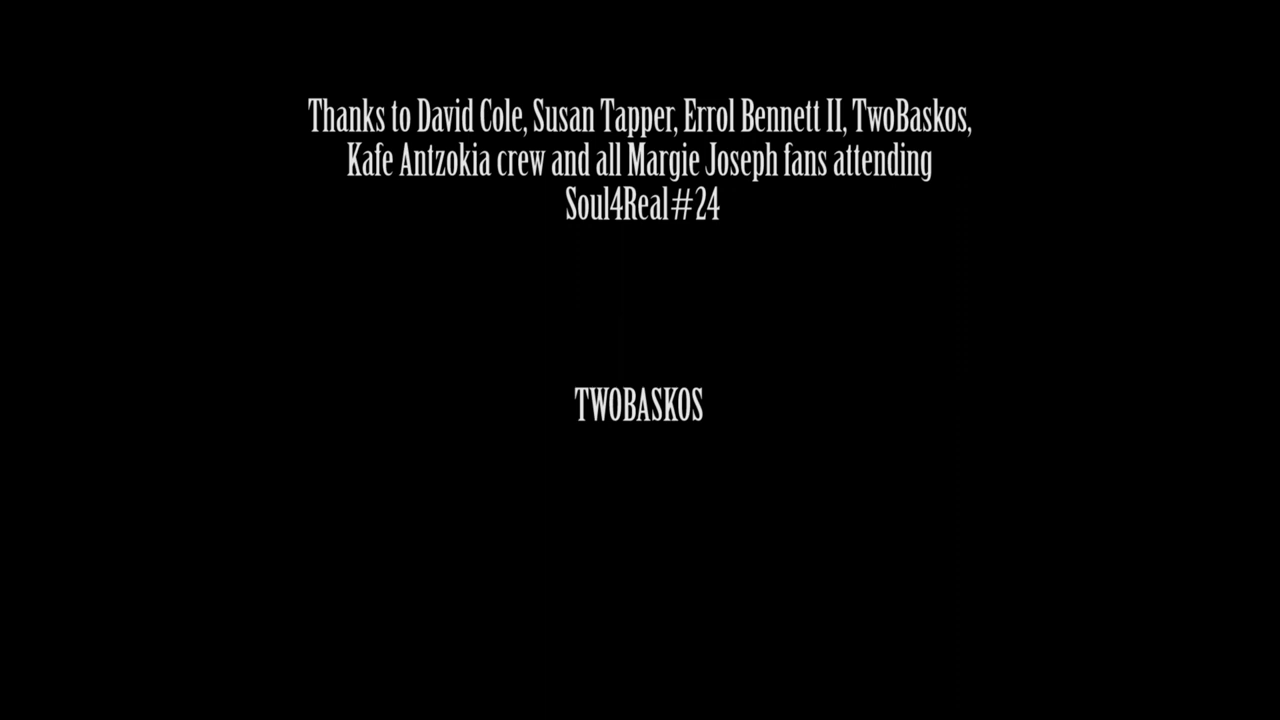 Thanks to David Cole, Susan Tapper, Errol Bennett II, TwoBaskos,
Kafe Antzokia crew and all Margie Joseph fans attending
Soul4Real#24
TWOBASKOS